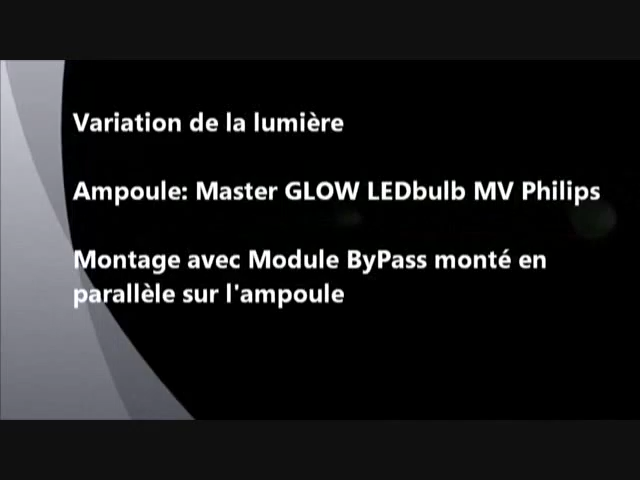 Variation de la lumière
Ampoule: Master GLOW LEDbulb MV Philips
Montage avec Module ByPass monté en
parallèle sur l'ampoule